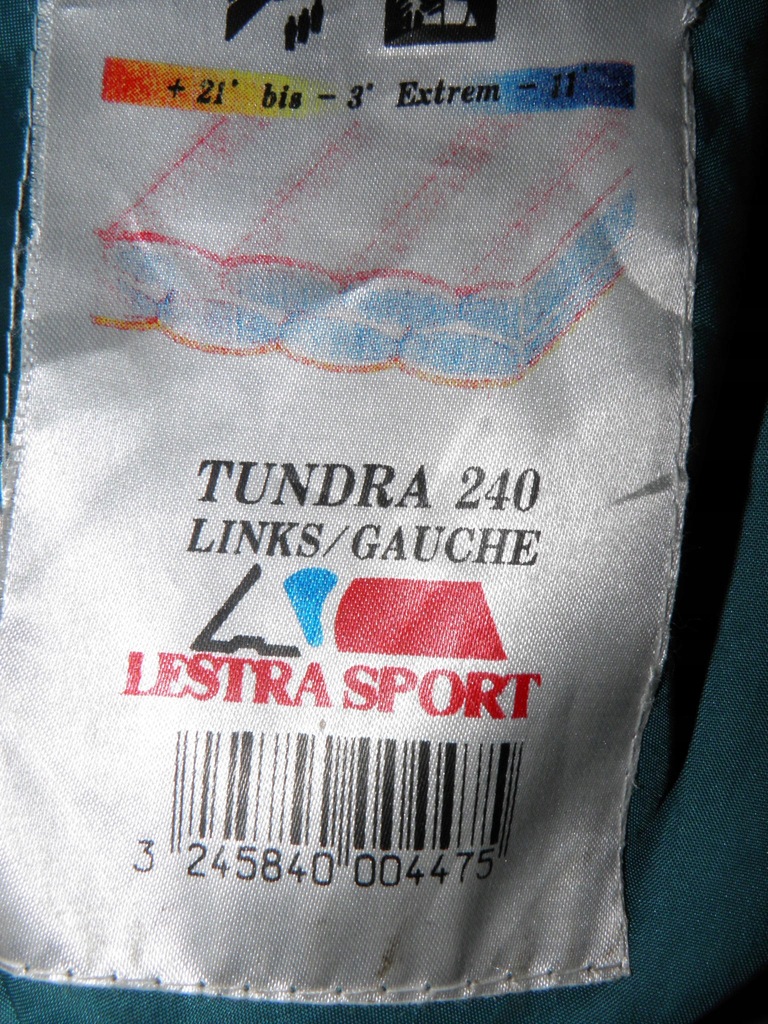 + 21° bis - 3° Extrem - 11°
TUNDRA 240
LINKS/GAUCHE
LESTRA SPORT
3 245840 004475